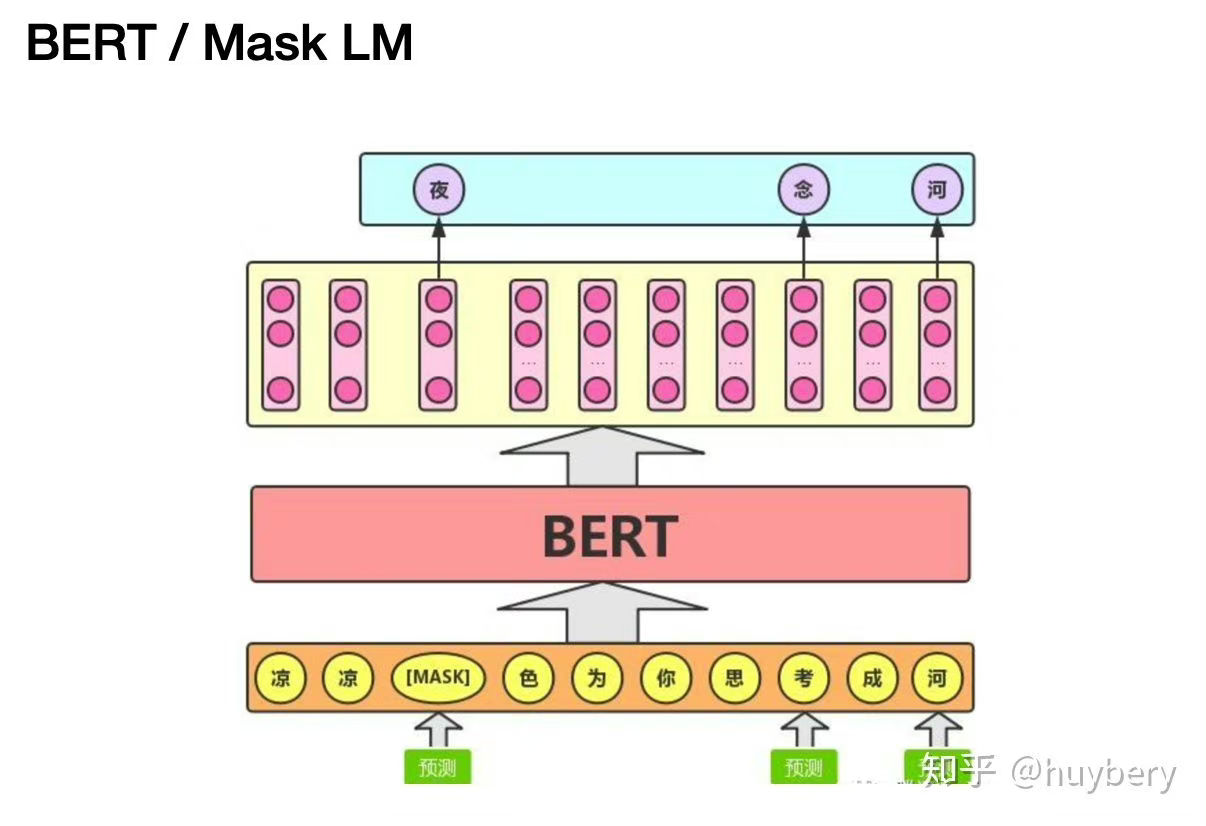 BERT / Mask LM
夜 念 河
... ... ... ... ... ... ...
BERT
凉 凉 [MASK] 色 为 你 思 考 成 河
预测 预测
知乎 @huybery